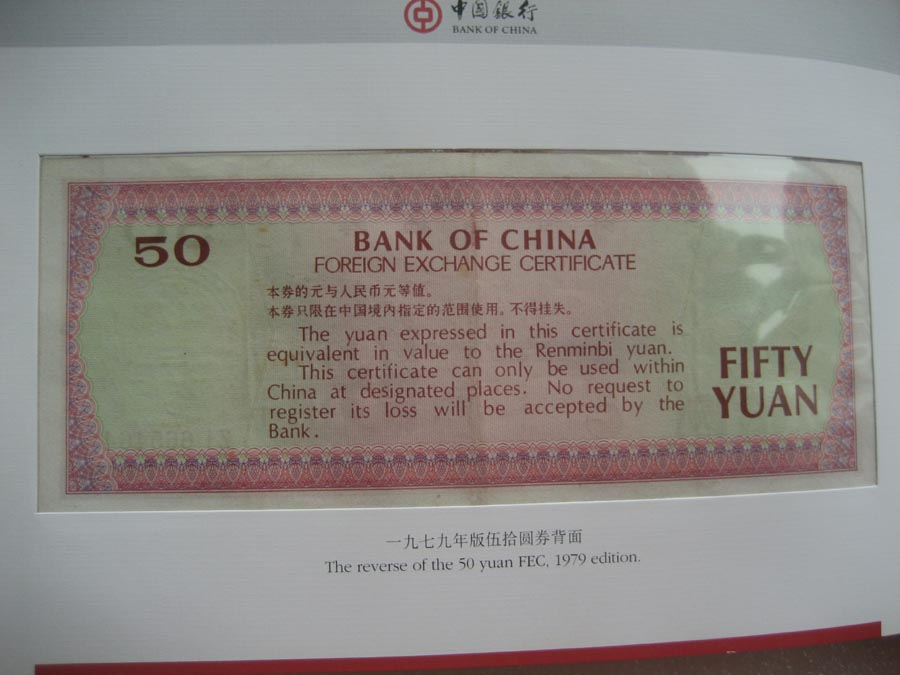 中国银行
BANK OF CHINA
50
BANK OF CHINA
FOREIGN EXCHANGE CERTIFICATE
本券的元与人民币元等值。
本券只限在中国境内指定的范围使用。不得挂失。
The yuan expressed in this certificate is
equivalent in value to the Renminbi yuan.
This certificate can only be used within
China at designated places. No request to
register its loss will be accepted by the
Bank.
FIFTY
YUAN
一九七九年版伍拾圆券背面
The reverse of the 50 yuan FEC, 1979 edition.